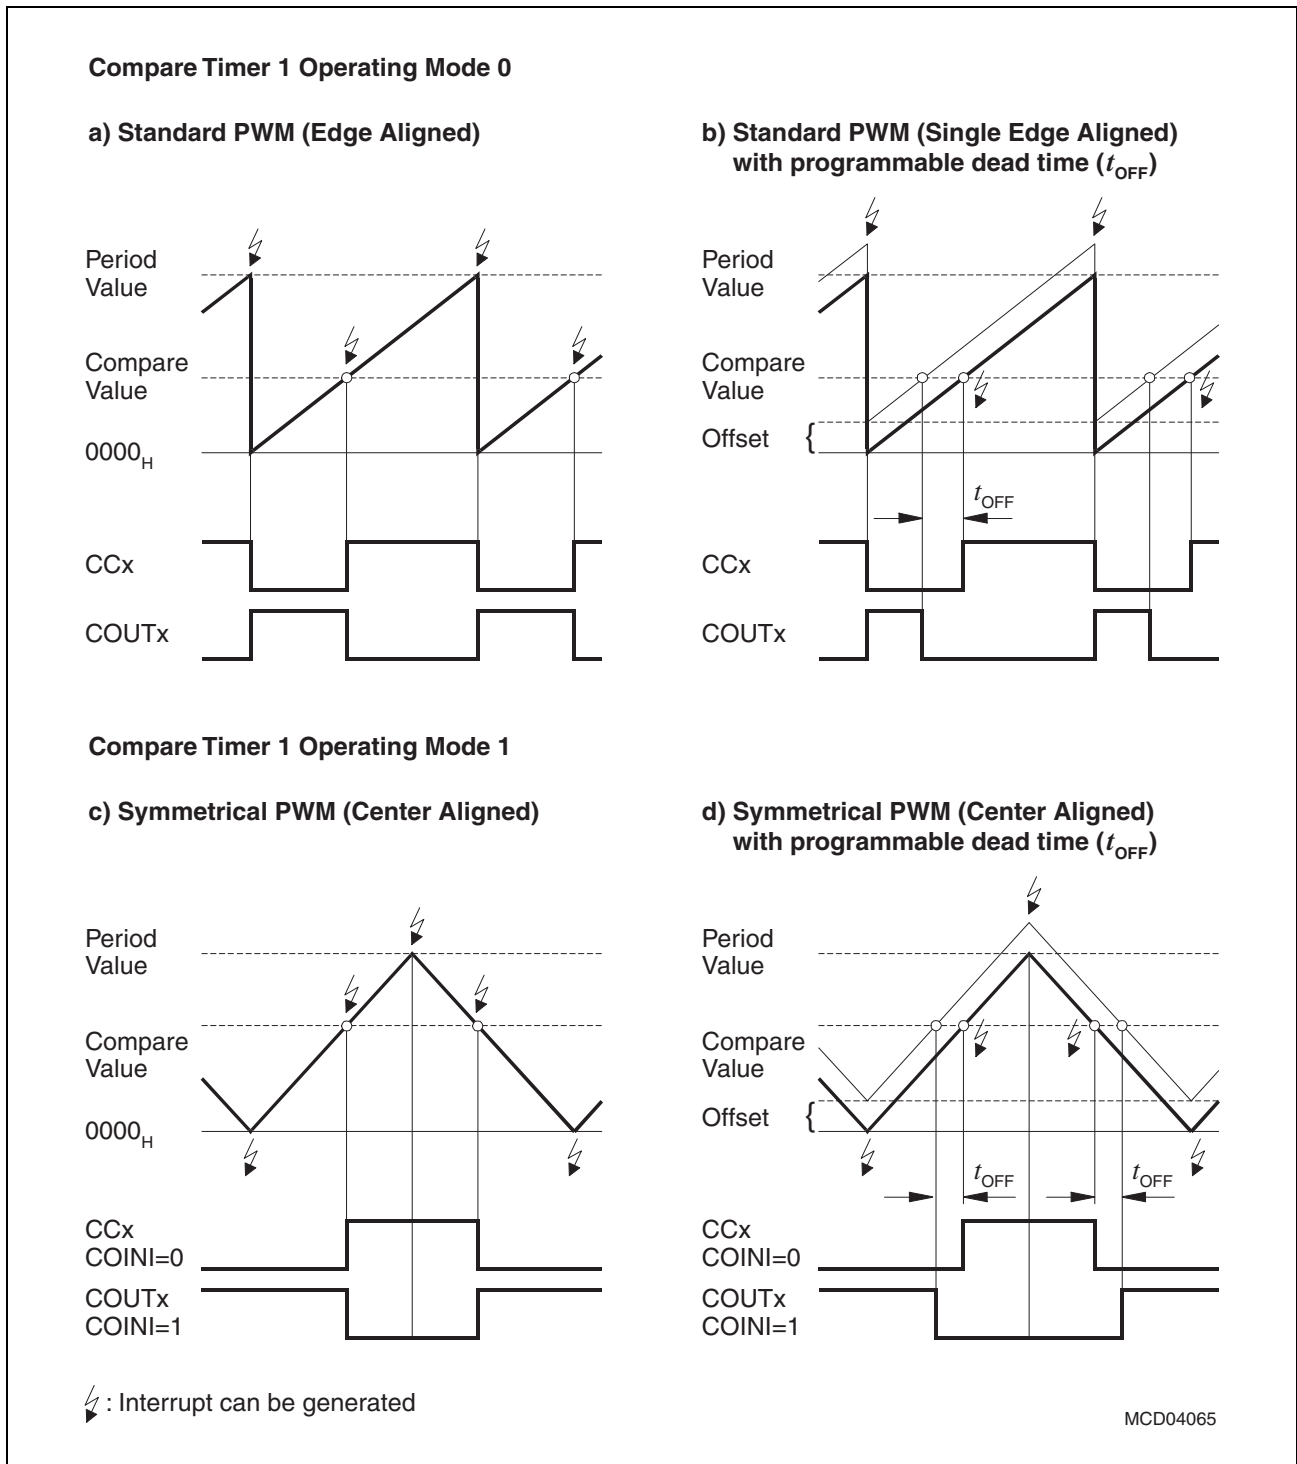 Compare Timer 1 Operating Mode 0
a) Standard PWM (Edge Aligned)
b) Standard PWM (Single Edge Aligned)
with programmable dead time (tOFF)
Period
Value
Compare
Value
0000H
CCx
COUTx
Period
Value
Compare
Value
Offset {
tOFF
CCx
COUTx
Compare Timer 1 Operating Mode 1
c) Symmetrical PWM (Center Aligned)
d) Symmetrical PWM (Center Aligned)
with programmable dead time (tOFF)
Period
Value
Compare
Value
0000H
CCx
COINI=0
COUTx
COINI=1
Period
Value
Compare
Value
Offset {
tOFF
tOFF
CCx
COINI=0
COUTx
COINI=1
: Interrupt can be generated
MCD04065